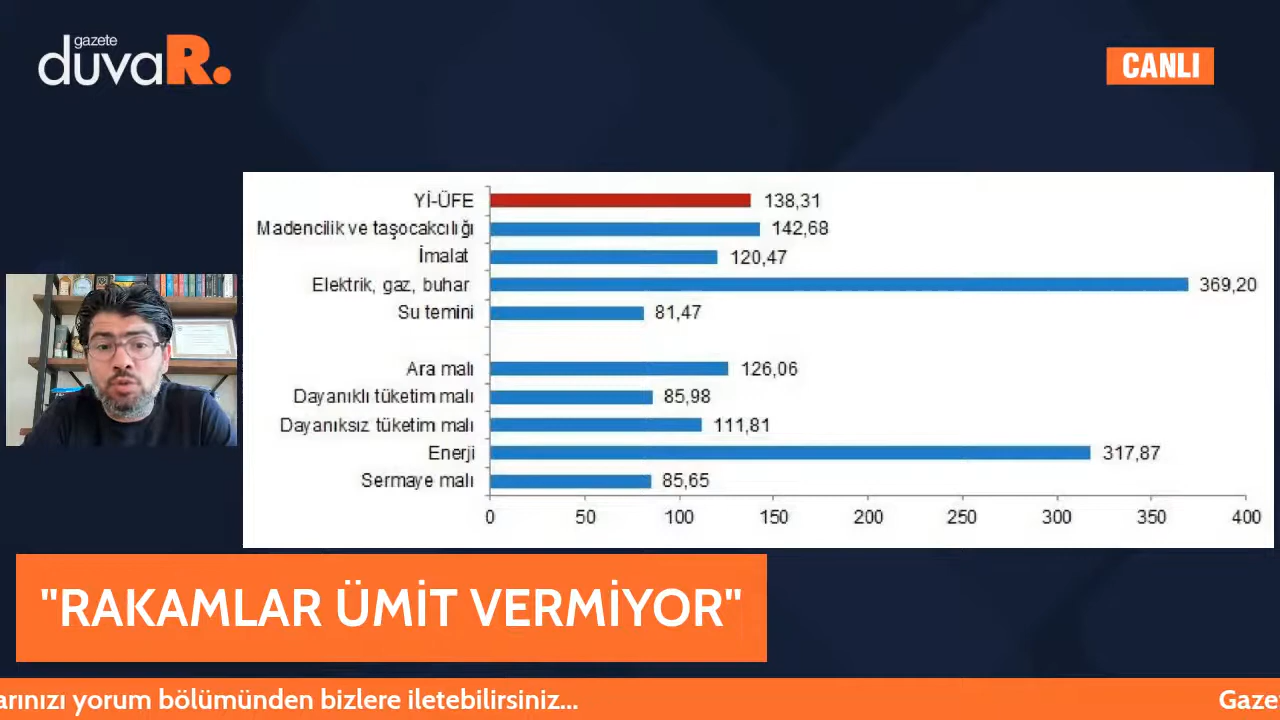 gazete
duvaR.
CANLI
Yİ-ÜFE 138,31
Madencilik ve taşocakcılığı 142,68
İmalat 120,47
Elektrik, gaz, buhar 369,20
Su temini 81,47
Ara malı 126,06
Dayanıklı tüketim malı 85,98
Dayanıksız tüketim malı 111,81
Enerji 317,87
Sermaye malı 85,65
0 50 100 150 200 250 300 350 400
"RAKAMLAR ÜMİT VERMİYOR"
arınızı yorum bölümünden bizlere iletebilirsiniz... Gaze